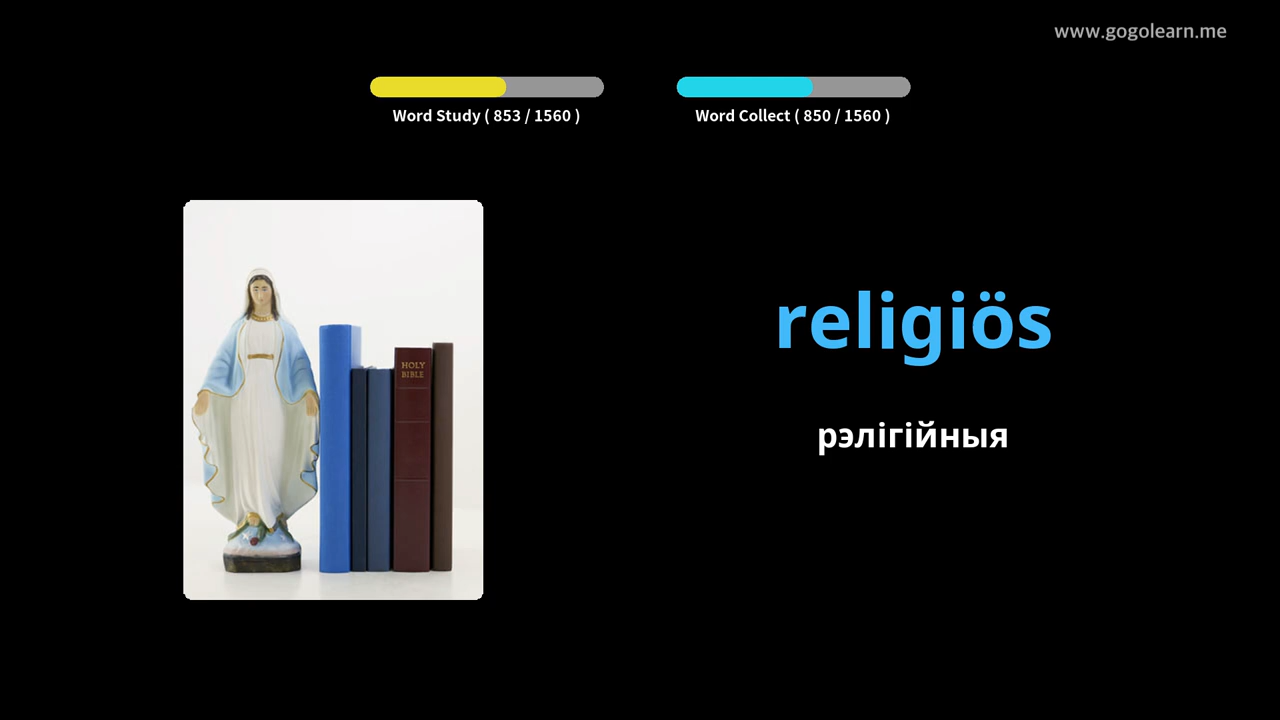 www.gogolearn.me
Word Study ( 853 / 1560 )
Word Collect ( 850 / 1560 )
HOLY
BIBLE
religiös
рэлігійныя